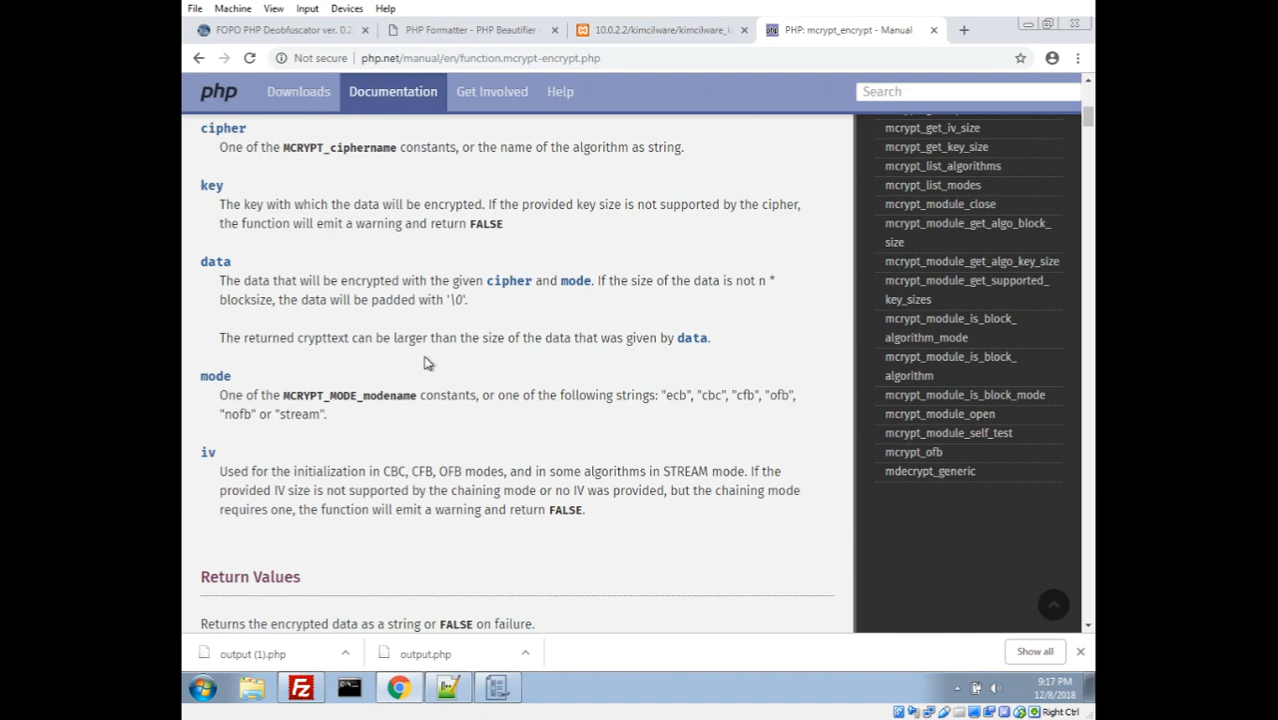 File Machine View Input Devices Help
FOPO PHP Deobfuscator ver. 0.2
PHP Formatter - PHP Beautifier -
10.0.2.2/kimcilware/kimcilware_k
PHP: mcrypt_encrypt - Manual
Not secure php.net/manual/en/function.mcrypt-encrypt.php
php Downloads Documentation Get Involved Help Search
cipher
One of the MCRYPT_ciphername constants, or the name of the algorithm as string.
key
The key with which the data will be encrypted. If the provided key size is not supported by the cipher,
the function will emit a warning and return FALSE
data
The data that will be encrypted with the given cipher and mode. If the size of the data is not n *
blocksize, the data will be padded with '\0'.
The returned crypttext can be larger than the size of the data that was given by data.
mode
One of the MCRYPT_MODE_modename constants, or one of the following strings: "ecb", "cbc", "cfb", "ofb",
"nofb" or "stream".
iv
Used for the initialization in CBC, CFB, OFB modes, and in some algorithms in STREAM mode. If the
provided IV size is not supported by the chaining mode or no IV was provided, but the chaining mode
requires one, the function will emit a warning and return FALSE.
Return Values
Returns the encrypted data as a string or FALSE on failure.
mcrypt_get_iv_size
mcrypt_get_key_size
mcrypt_list_algorithms
mcrypt_list_modes
mcrypt_module_close
mcrypt_module_get_algo_block_
size
mcrypt_module_get_algo_key_size
mcrypt_module_get_supported_
key_sizes
mcrypt_module_is_block_
algorithm_mode
mcrypt_module_is_block_
algorithm
mcrypt_module_is_block_mode
mcrypt_module_open
mcrypt_module_self_test
mcrypt_ofb
mdecrypt_generic
output (1).php
output.php
Show all
9:17 PM
12/8/2018
Right Ctrl